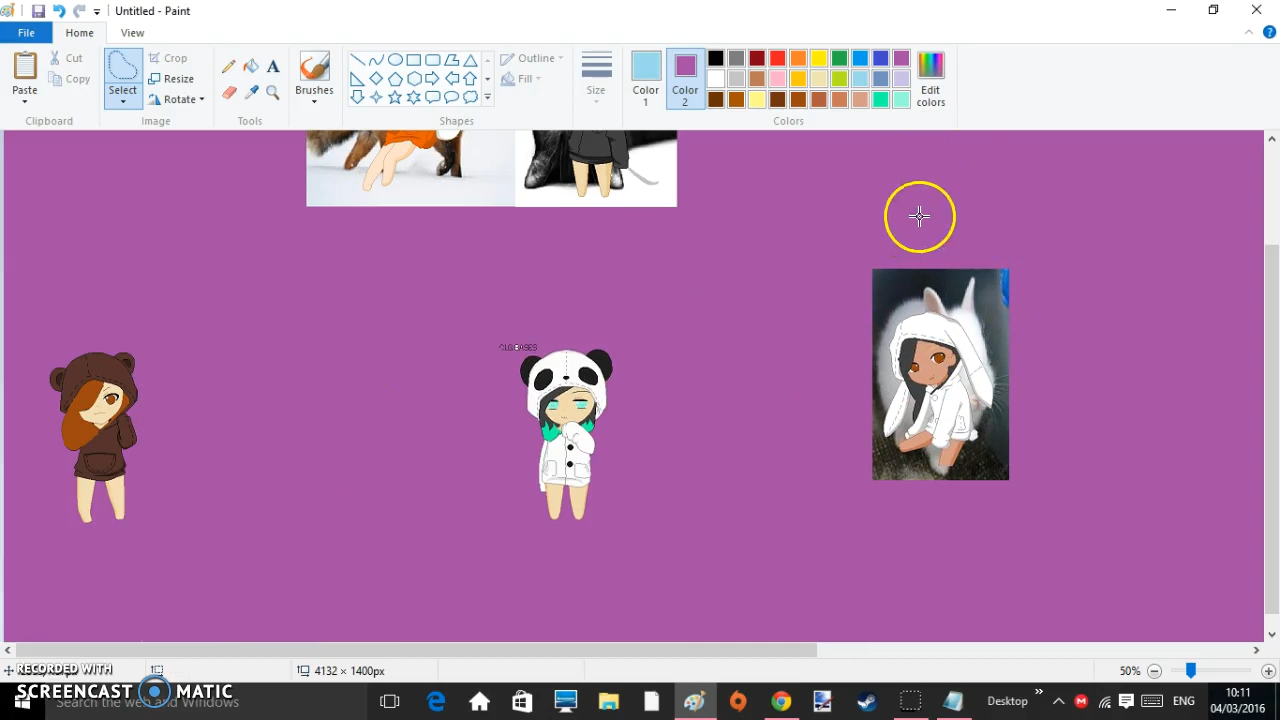 Untitled - Paint
File
Home
View
Paste
Cut
Copy
Clipboard
Select
Crop
Resize
Rotate
Image
Tools
Brushes
Shapes
Outline
Fill
Size
Color
1
Color
2
Edit
colors
Colors
4132 × 1400px
50%
RECORDED WITH
SCREENCAST MATIC
Search the web and Windows
Desktop
ENG
10:11
04/03/2016